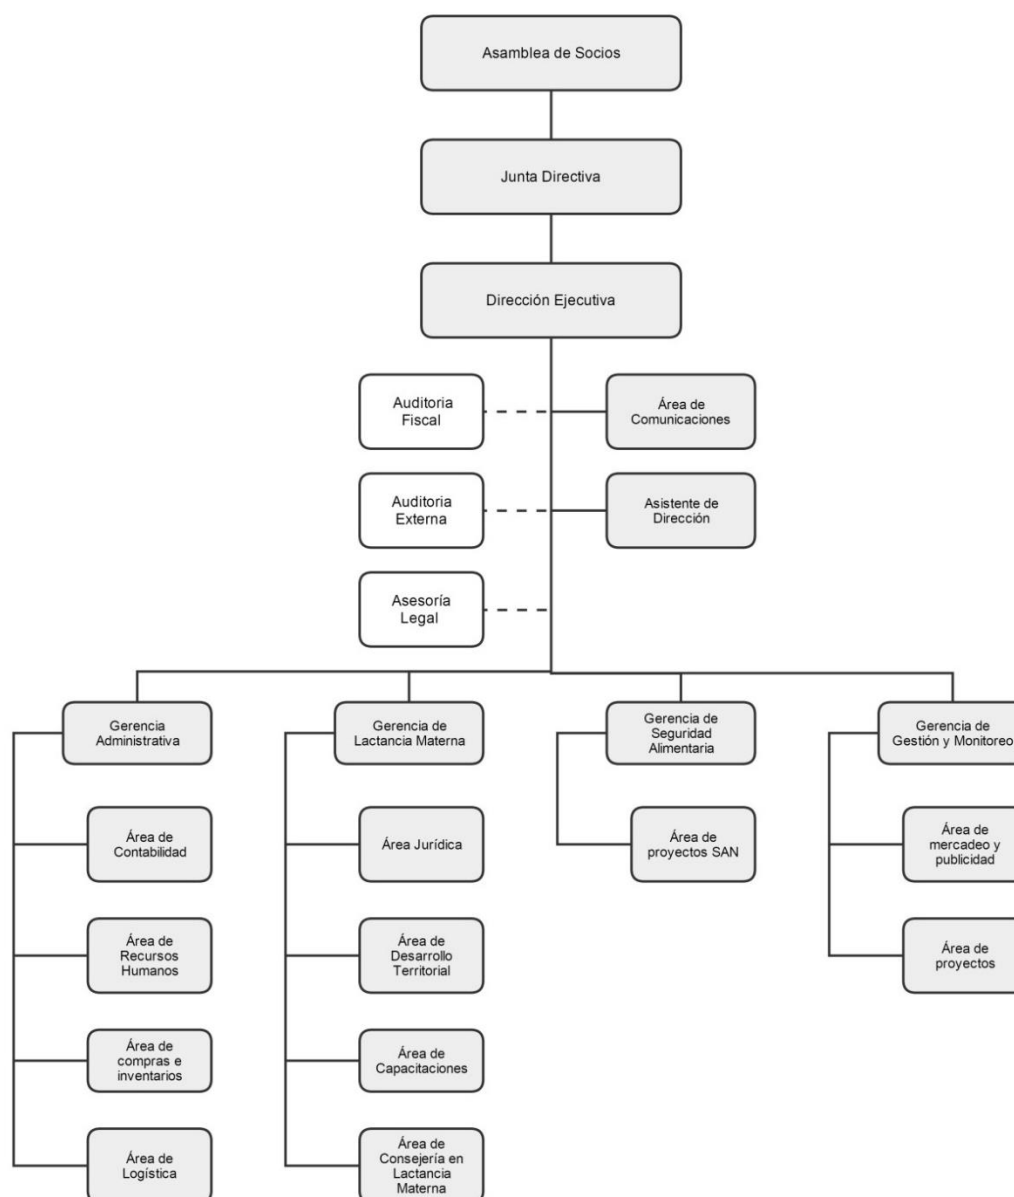 Asamblea de Socios
Junta Directiva
Dirección Ejecutiva
Auditoria
Fiscal
Área de
Comunicaciones
Auditoria
Externa
Asistente de
Dirección
Asesoría
Legal
Gerencia
Administrativa
Gerencia de
Lactancia Materna
Gerencia de
Seguridad
Alimentaria
Gerencia de
Gestión y Monitoreo
Área de
Contabilidad
Área Jurídica
Área de
proyectos SAN
Área de
mercadeo y
publicidad
Área de
Recursos
Humanos
Área de
Desarrollo
Territorial
Área de
proyectos
Área de
compras e
inventarios
Área de
Capacitaciones
Área de
Logística
Área de
Consejería en
Lactancia
Materna